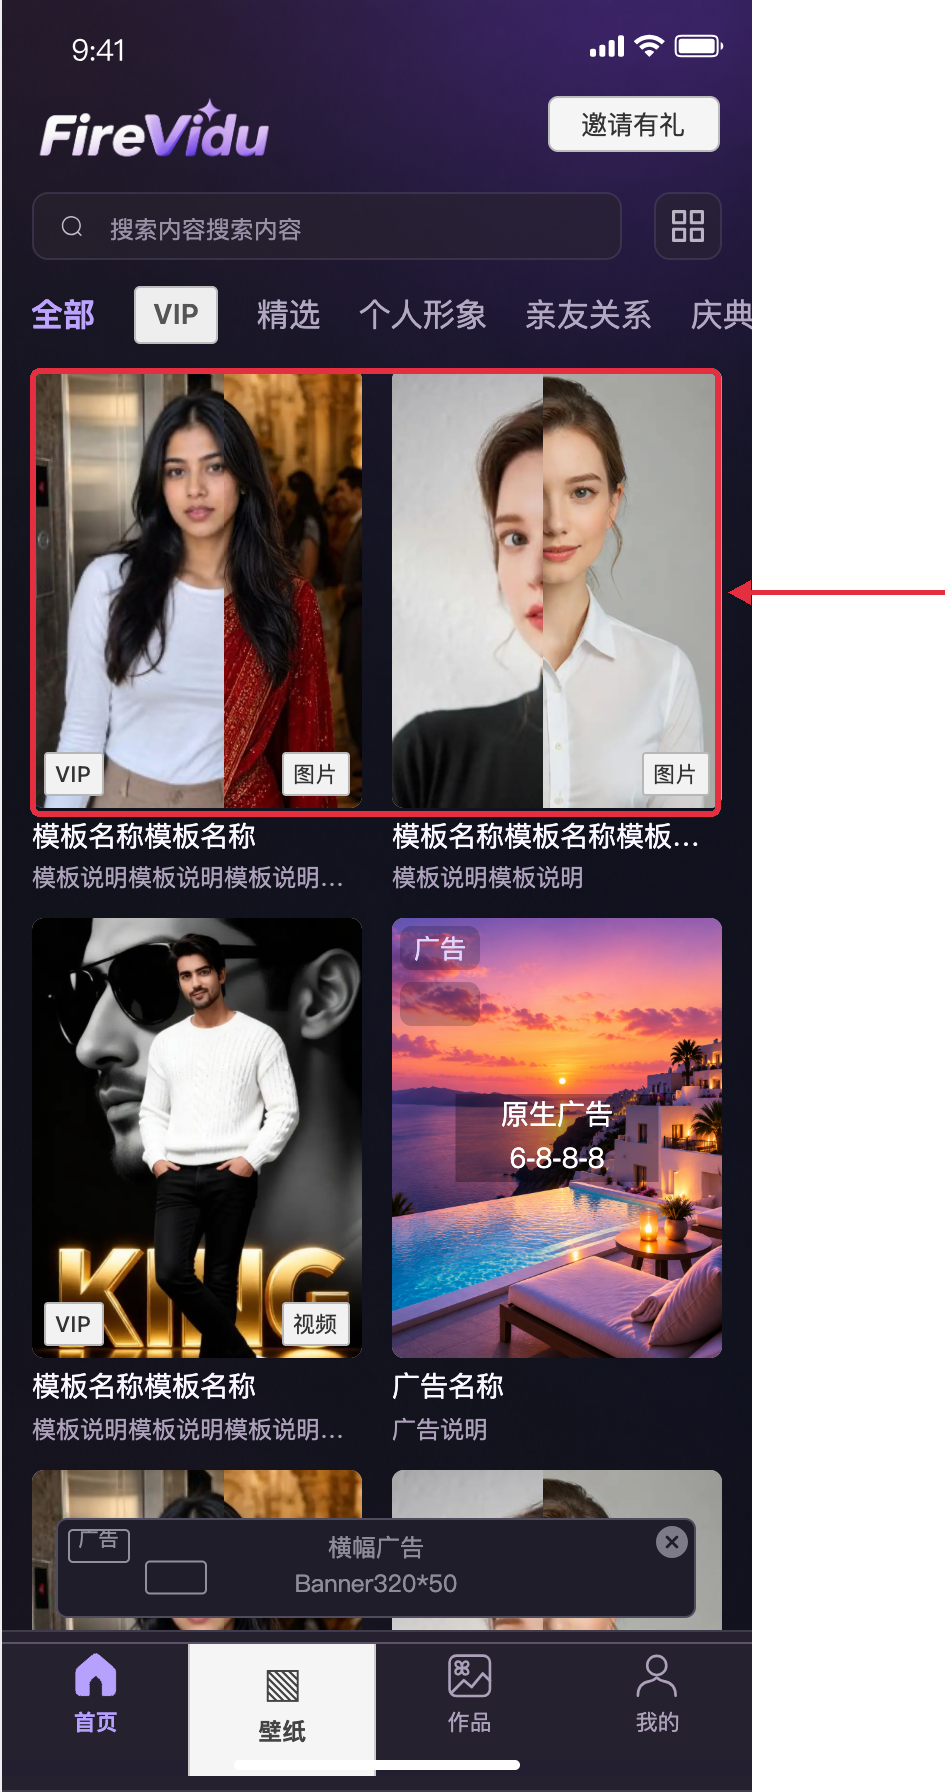 9:41
FireVidu
邀请有礼
搜索内容搜索内容
全部 VIP 精选 个人形象 亲友关系 庆典
VIP 图片 图片
模板名称模板名称 模板名称模板名称模板...
模板说明模板说明模板说明... 模板说明模板说明
广告
原生广告
6-8-8-8
KING
VIP 视频
模板名称模板名称 广告名称
模板说明模板说明模板说明... 广告说明
广告 横幅广告
Banner320*50
首页 壁纸 作品 我的